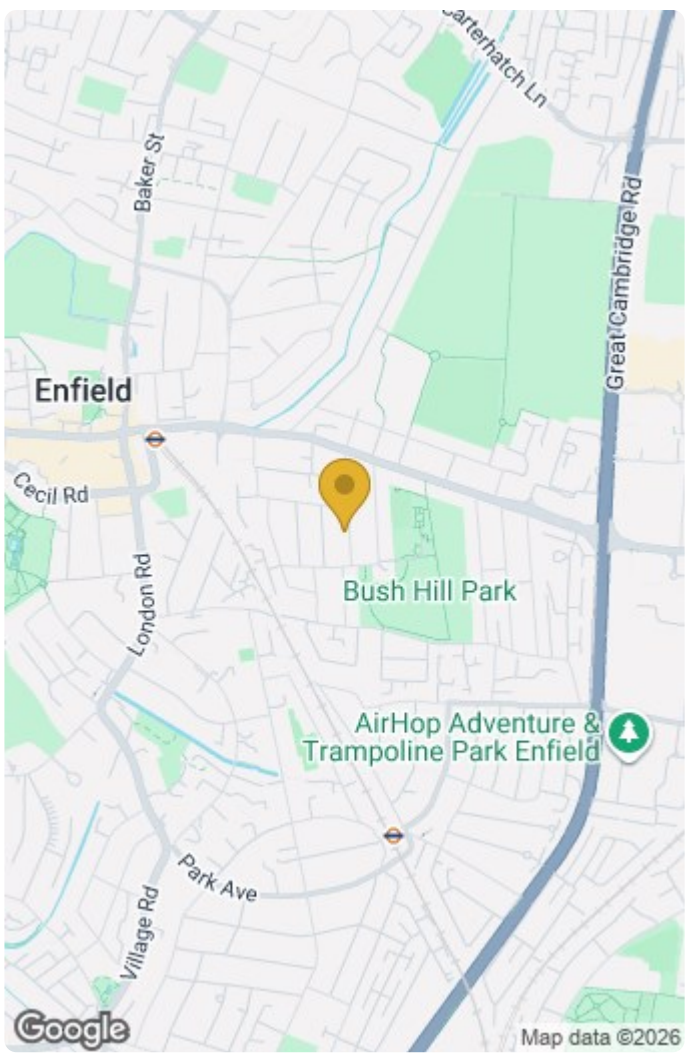 Carterhatch Ln
Baker St
Great Cambridge Rd
Enfield
Cecil Rd
London Rd
Bush Hill Park
AirHop Adventure &
Trampoline Park Enfield
Park Ave
Village Rd
Google
Map data ©2026